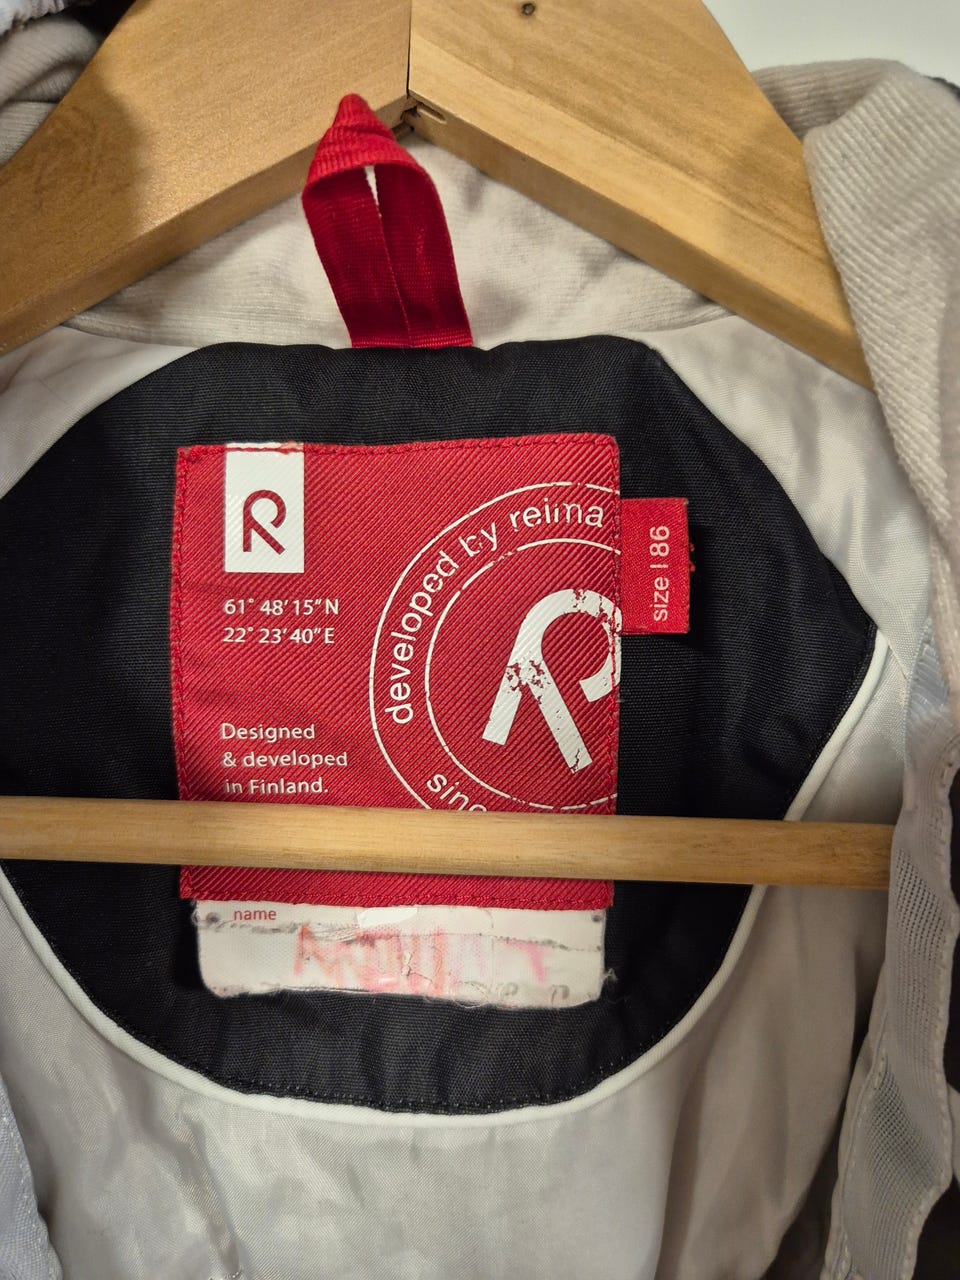 R
61° 48' 15" N
22° 23' 40" E
developed by reima
R
size | 86
Designed
& developed
in Finland.
name